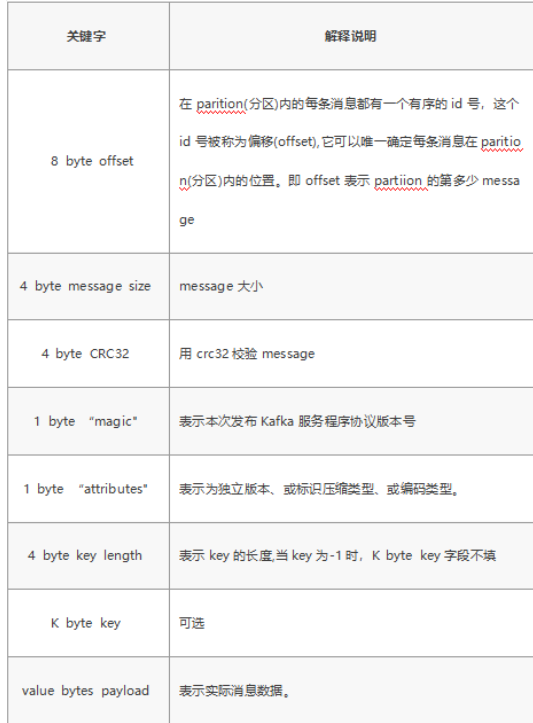 关键字 解释说明
8 byte offset
在 parition(分区)内的每条消息都有一个有序的 id 号，这个
id 号被称为偏移(offset),它可以唯一确定每条消息在 paritio
n(分区)内的位置。即 offset 表示 partiion 的第多少 messa
ge
4 byte message size message 大小
4 byte CRC32 用 crc32 校验 message
1 byte “magic" 表示本次发布 Kafka 服务程序协议版本号
1 byte “attributes" 表示为独立版本、或标识压缩类型、或编码类型。
4 byte key length 表示 key 的长度,当 key 为-1 时，K byte key 字段不填
K byte key 可选
value bytes payload 表示实际消息数据。